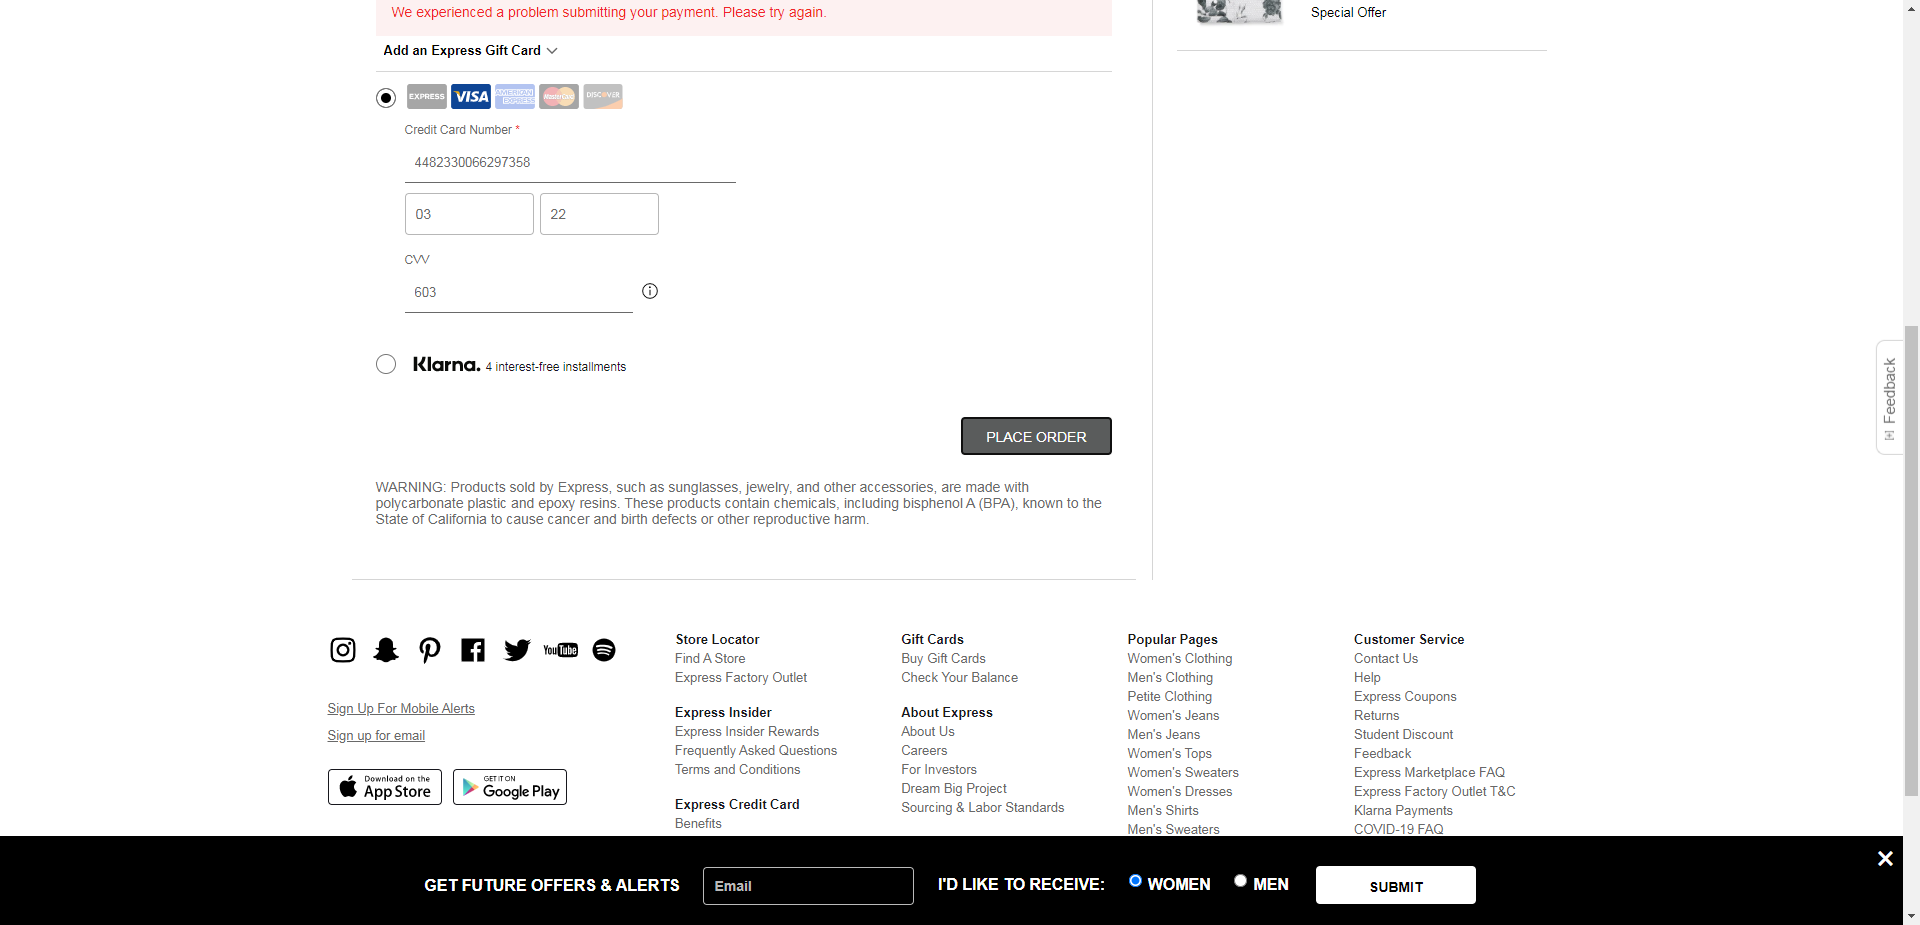 We experienced a problem submitting your payment. Please try again.
Special Offer
Add an Express Gift Card
EXPRESS VISA AMERICAN EXPRESS MasterCard DISCOVER
Credit Card Number *
4482330066297358
03 22
CVV
603
Klarna. 4 interest-free installments
PLACE ORDER
WARNING: Products sold by Express, such as sunglasses, jewelry, and other accessories, are made with
polycarbonate plastic and epoxy resins. These products contain chemicals, including bisphenol A (BPA), known to the
State of California to cause cancer and birth defects or other reproductive harm.
Feedback
YouTube
Sign Up For Mobile Alerts
Sign up for email
Download on the
App Store
GET IT ON
Google Play
Store Locator
Find A Store
Express Factory Outlet
Express Insider
Express Insider Rewards
Frequently Asked Questions
Terms and Conditions
Express Credit Card
Benefits
Gift Cards
Buy Gift Cards
Check Your Balance
About Express
About Us
Careers
For Investors
Dream Big Project
Sourcing & Labor Standards
Popular Pages
Women's Clothing
Men's Clothing
Petite Clothing
Women's Jeans
Men's Jeans
Women's Tops
Women's Sweaters
Women's Dresses
Men's Shirts
Men's Sweaters
Customer Service
Contact Us
Help
Express Coupons
Returns
Student Discount
Feedback
Express Marketplace FAQ
Express Factory Outlet T&C
Klarna Payments
COVID-19 FAQ
GET FUTURE OFFERS & ALERTS Email I'D LIKE TO RECEIVE: WOMEN MEN SUBMIT